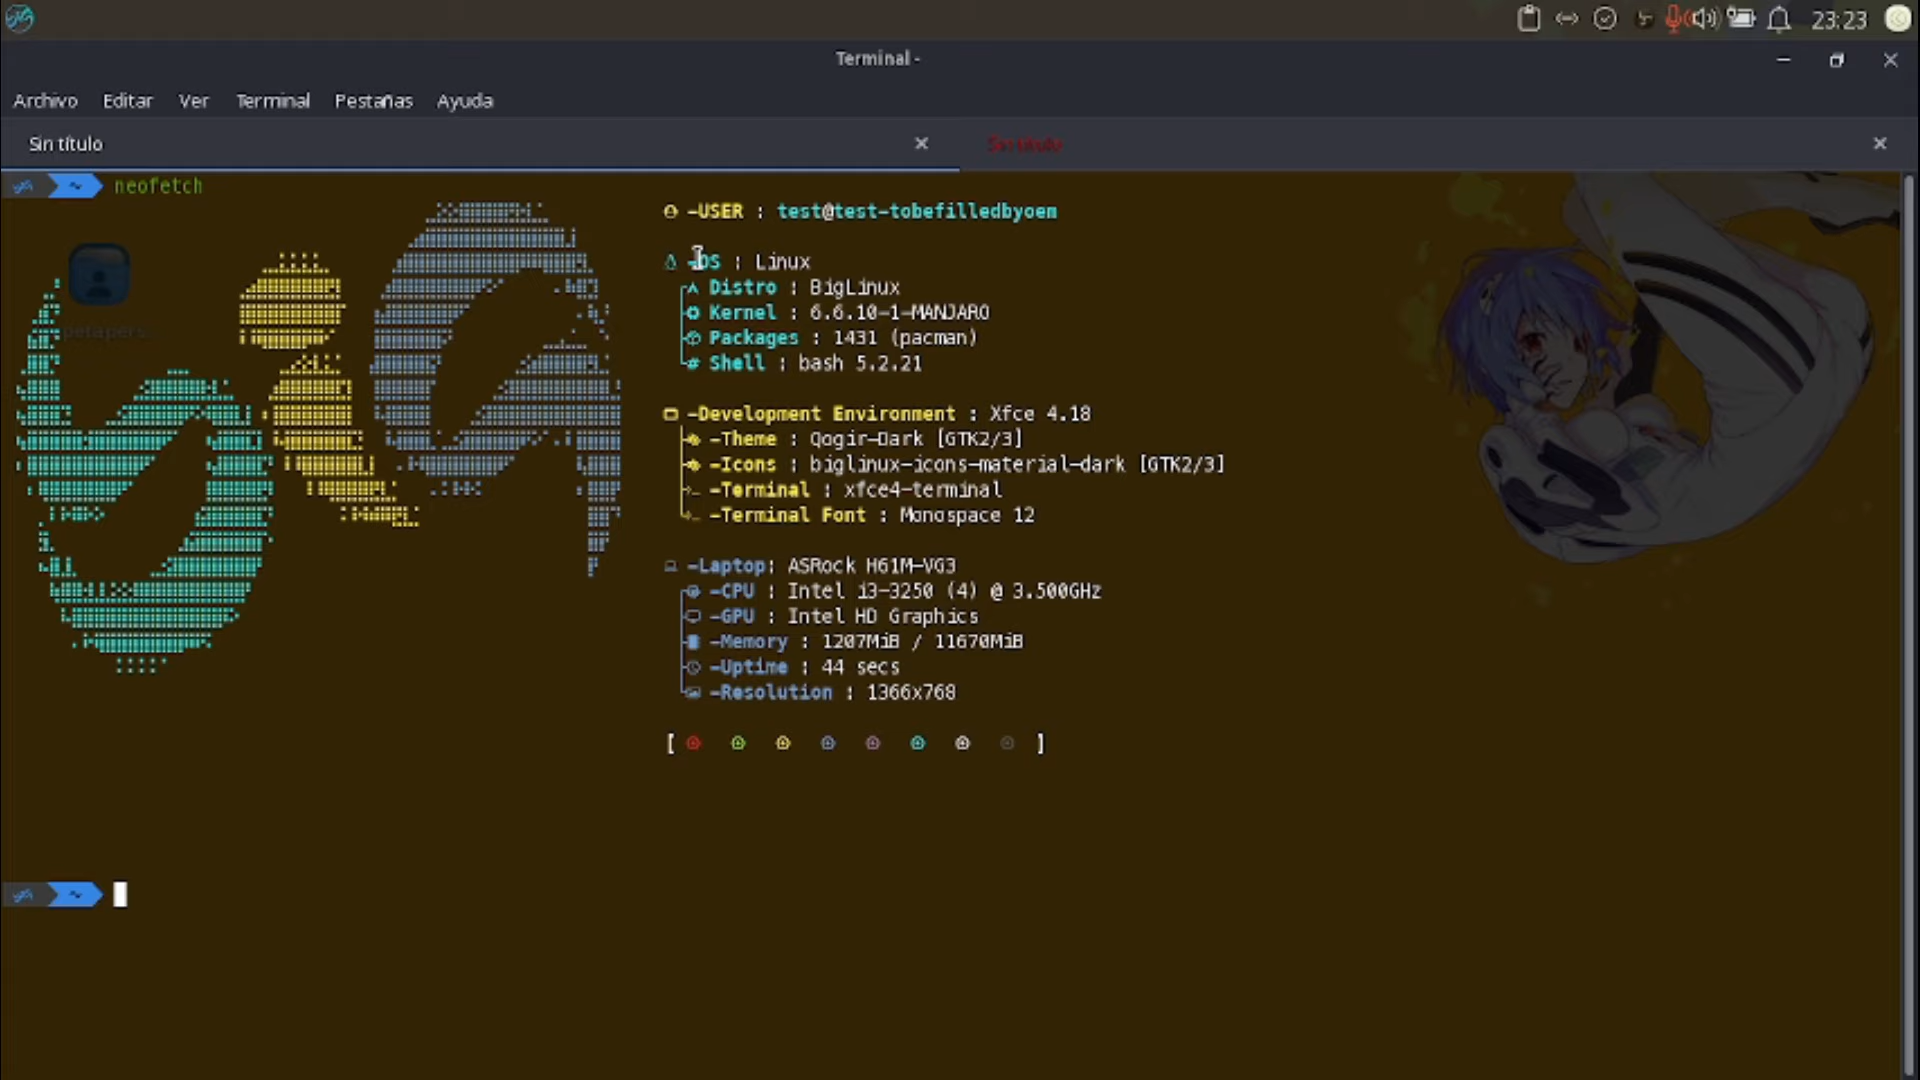 23:23
Terminal -
Archivo Editar Ver Terminal Pestañas Ayuda
Sin título
Sin título
~ neofetch
-USER : test@test-tobefilledbyoem
-OS : Linux
Distro : BigLinux
Kernel : 6.6.10-1-MANJARO
Packages : 1431 (pacman)
# Shell : bash 5.2.21
-Development Environment : Xfce 4.18
-Theme : Qogir-Dark [GTK2/3]
-Icons : biglinux-icons-material-dark [GTK2/3]
-Terminal : xfce4-terminal
-Terminal Font : Monospace 12
-Laptop: ASRock H61M-VG3
-CPU : Intel i3-3250 (4) @ 3.500GHz
-GPU : Intel HD Graphics
-Memory : 1207MiB / 11670MiB
-Uptime : 44 secs
-Resolution : 1366x768
[ ]
~